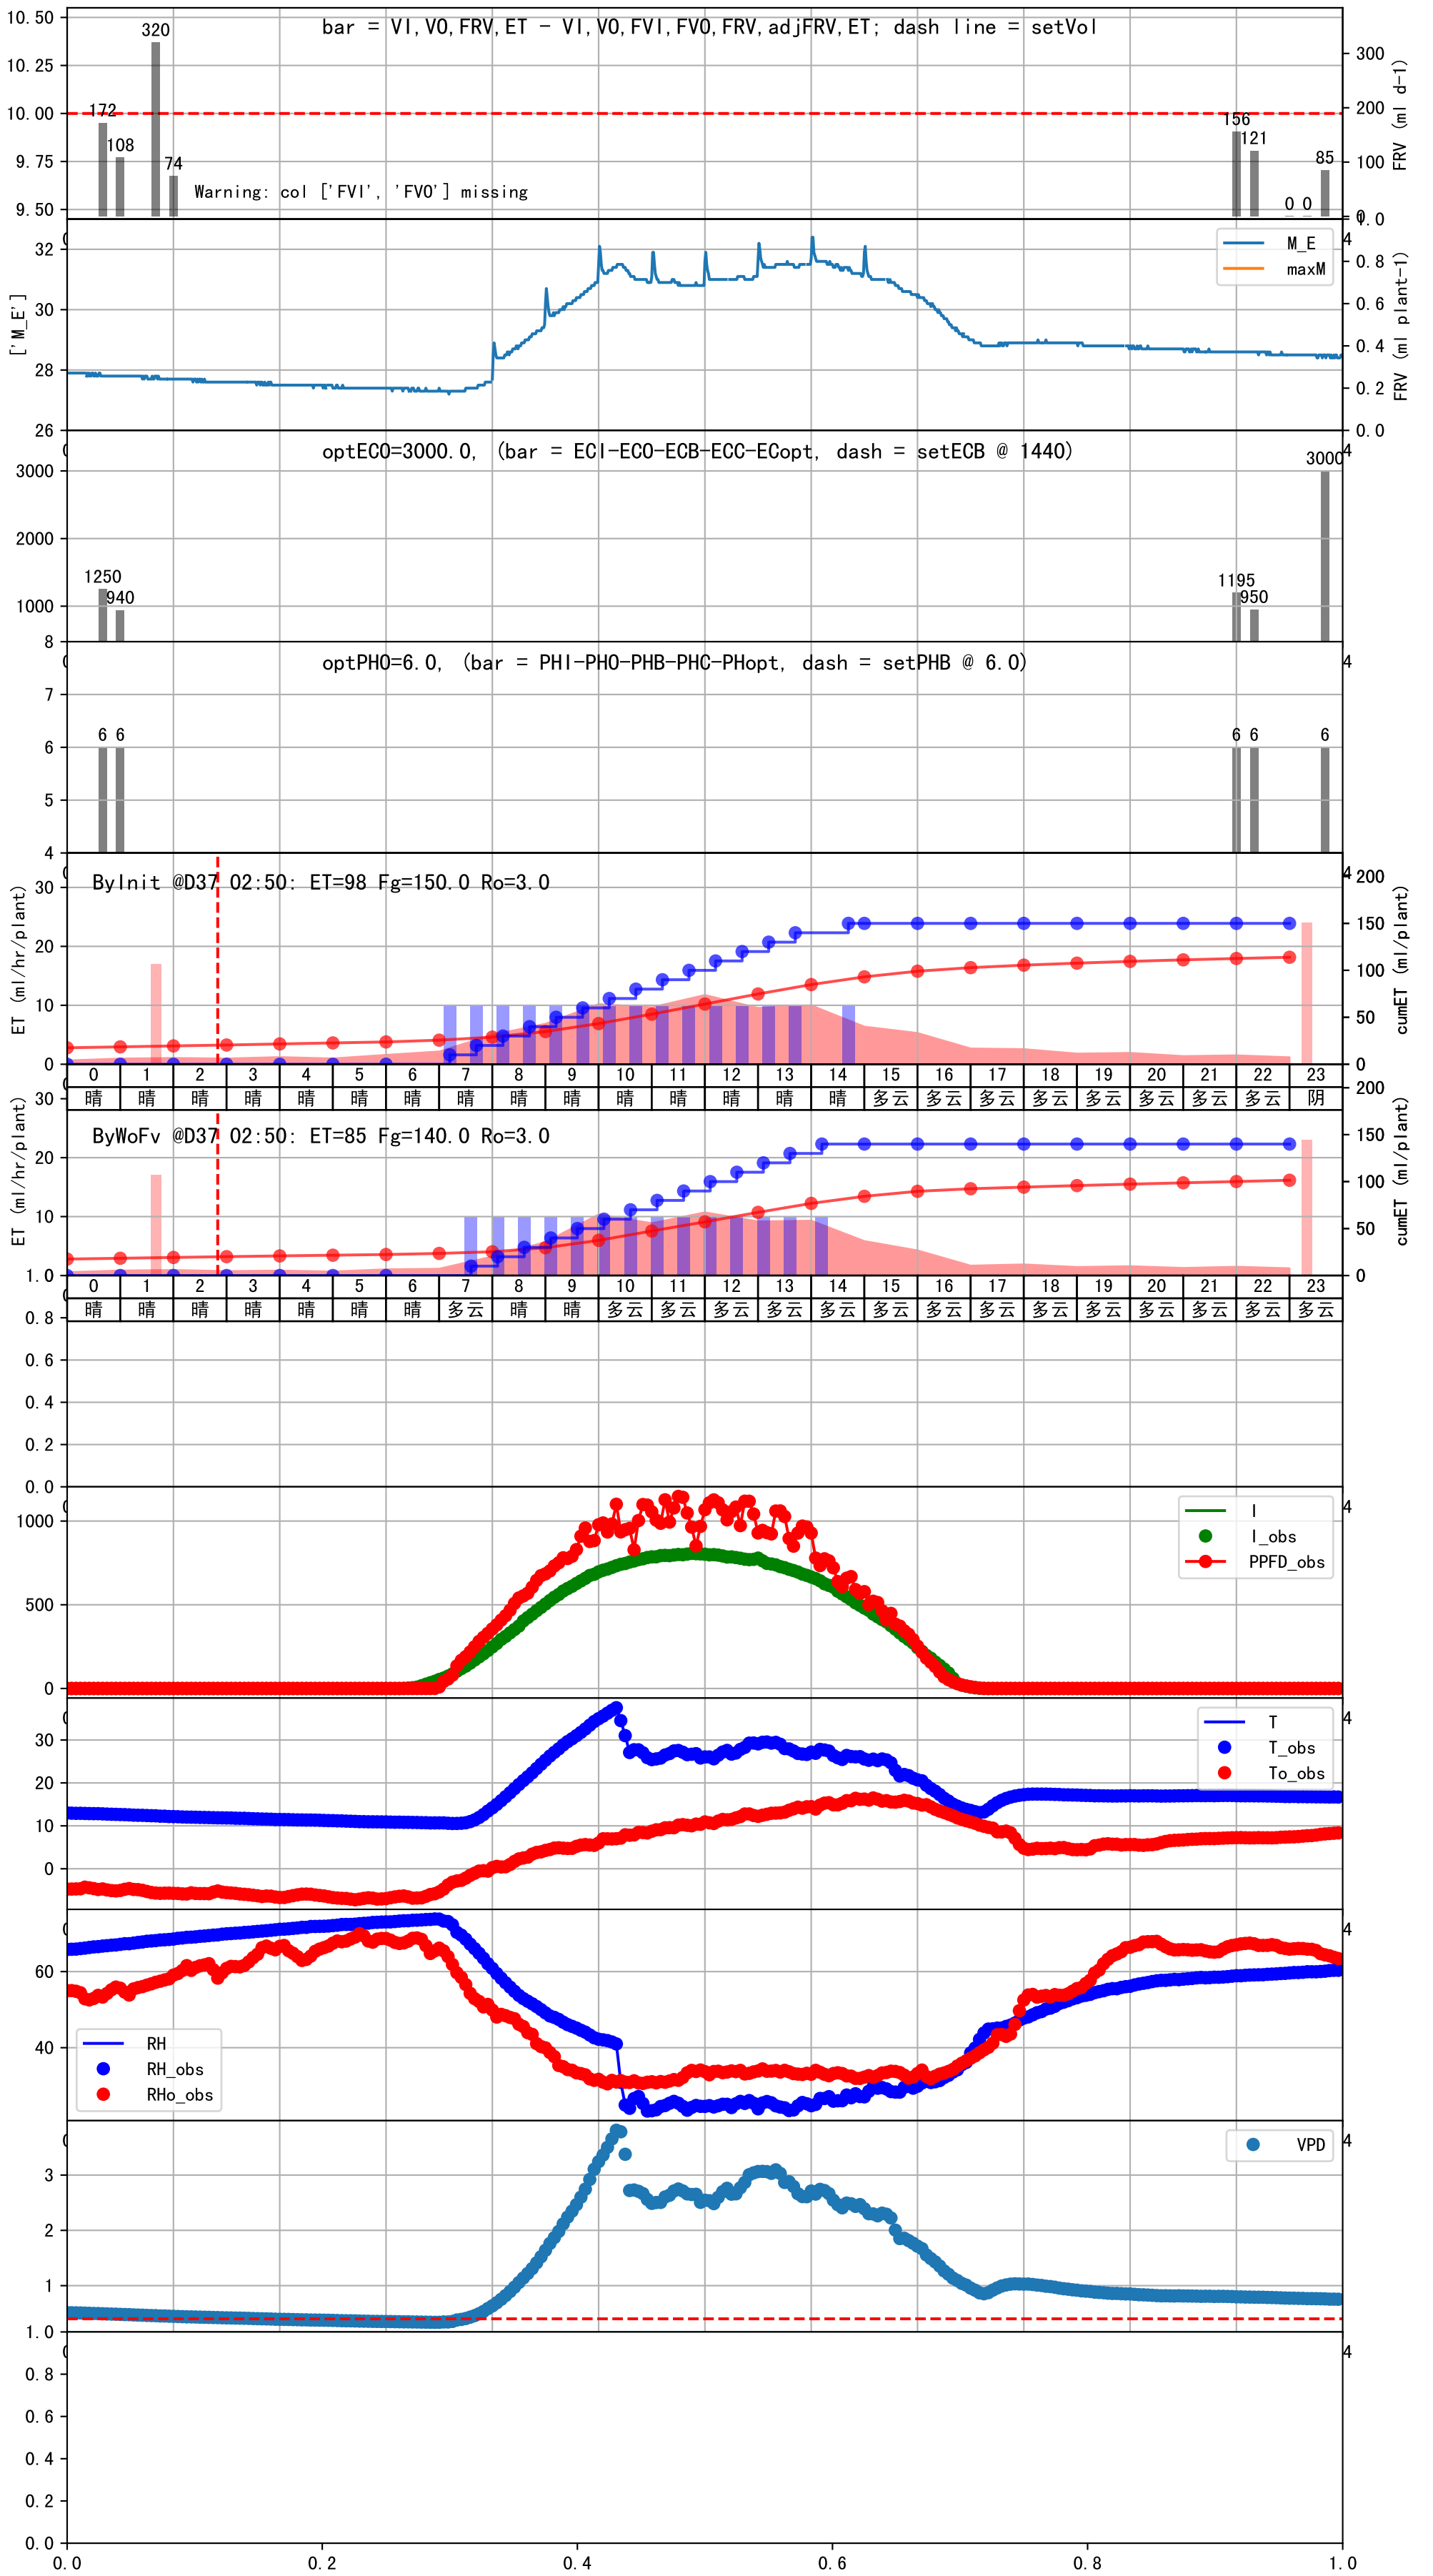 bar = VI,VO,FRV,ET - VI,VO,FVI,FVO,FRV,adjFRV,ET; dash line = setVol
10.50
10.25
10.00
9.75
9.50
172
108
320
74
156
121
0
0
85
Warning: col ['FVI', 'FVO'] missing
300
200
100
0
FRV (ml d-1)
['M_E']
32
30
28
26
M_E
maxM
1.0
0.8
0.6
0.4
0.2
0.0
FRV (ml plant-1)
optECO=3000.0, (bar = ECI-ECO-ECB-ECC-ECopt, dash = setECB @ 1440)
3000
2000
1000
1250
940
1195
950
3000
optPHO=6.0, (bar = PHI-PHO-PHB-PHC-PHopt, dash = setPHB @ 6.0)
8
7
6
5
4
6
6
6
6
6
ByInit @D37 02:50: ET=98 Fg=150.0 Ro=3.0
ET (ml/hr/plant)
30
20
10
0
cumET (ml/plant)
200
150
100
50
0
0 1 2 3 4 5 6 7 8 9 10 11 12 13 14 15 16 17 18 19 20 21 22 23
晴 晴 晴 晴 晴 晴 晴 晴 晴 晴 晴 晴 晴 晴 晴 多云 多云 多云 多云 多云 多云 多云 多云 阴
ByWoFv @D37 02:50: ET=85 Fg=140.0 Ro=3.0
ET (ml/hr/plant)
30
20
10
cumET (ml/plant)
200
150
100
50
0
0 1 2 3 4 5 6 7 8 9 10 11 12 13 14 15 16 17 18 19 20 21 22 23
晴 晴 晴 晴 晴 晴 晴 多云 晴 晴 多云 多云 多云 多云 多云 多云 多云 多云 多云 多云 多云 多云 多云 多云
1.0
0.8
0.6
0.4
0.2
0.0
1000
500
0
I
I_obs
PPFD_obs
30
20
10
0
T
T_obs
To_obs
60
40
RH
RH_obs
RHo_obs
3
2
1
VPD
1.0
0.8
0.6
0.4
0.2
0.0
0.0 0.2 0.4 0.6 0.8 1.0